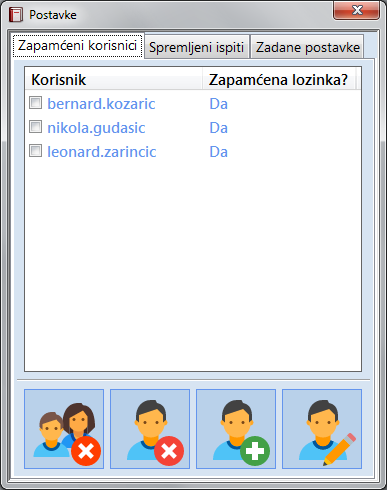 Postavke
Zapamćeni korisnici Spremljeni ispiti Zadane postavke
Korisnik Zapamćena lozinka?
bernard.kozaric Da
nikola.gudasic Da
leonard.zarincic Da